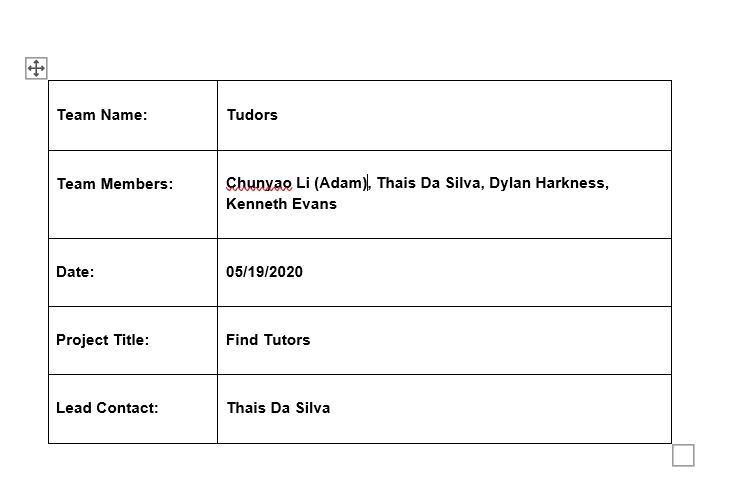 Team Name: Tudors
Team Members: Chunyao Li (Adam), Thais Da Silva, Dylan Harkness,
Kenneth Evans
Date: 05/19/2020
Project Title: Find Tutors
Lead Contact: Thais Da Silva